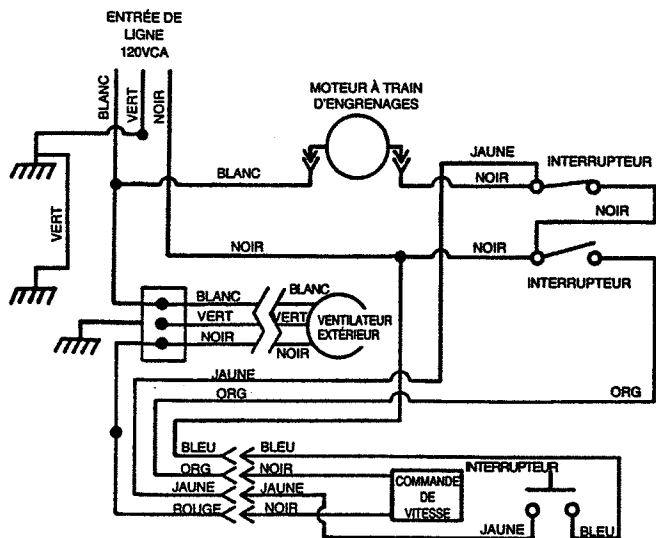 ENTRÉE DE
LIGNE
120VCA
BLANC
VERT
NOIR
MOTEUR À TRAIN
D'ENGRENAGES
JAUNE
INTERRUPTEUR
BLANC
NOIR
NOIR
VERT
NOIR
NOIR
INTERRUPTEUR
BLANC
BLANC
VERT
VERT
VENTILATEUR
EXTÉRIEUR
NOIR
NOIR
JAUNE
ORG
ORG
BLEU
BLEU
ORG
NOIR
INTERRUPTEUR
JAUNE
JAUNE
COMMANDE
DE
VITESSE
ROUGE
NOIR
JAUNE
BLEU